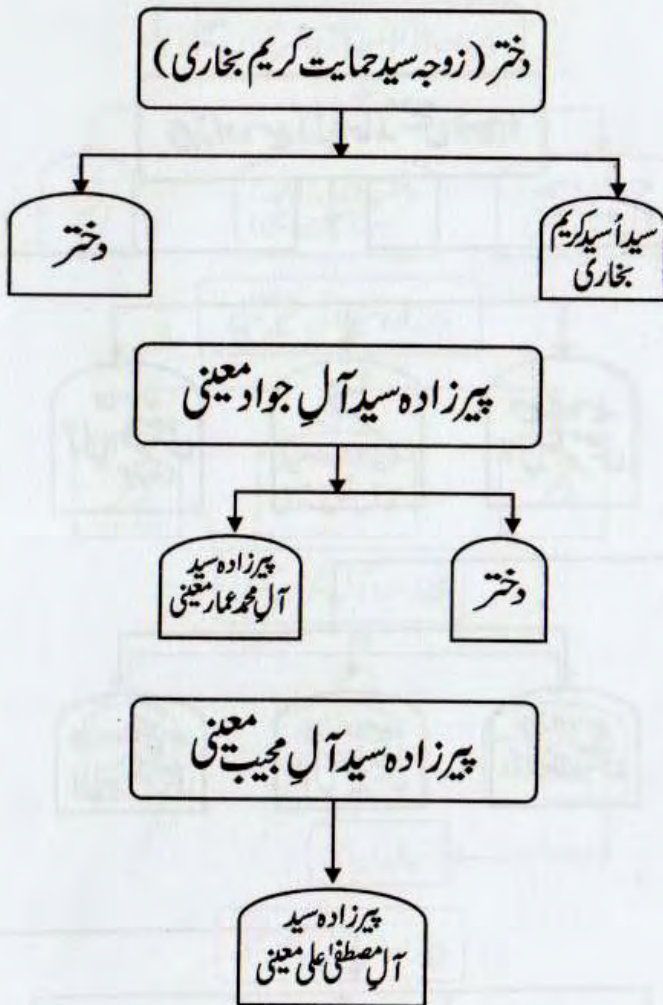 دختر (زوجہ سید حمایت کریم بخاری)
سید اُسید کریم
بخاری
دختر
پیرزادہ سید آلِ جواد معینی
دختر
پیرزادہ سید
آلِ محمد عمار معینی
پیرزادہ سید آلِ مجیب معینی
پیرزادہ سید
آلِ مصطفیٰ علی معینی